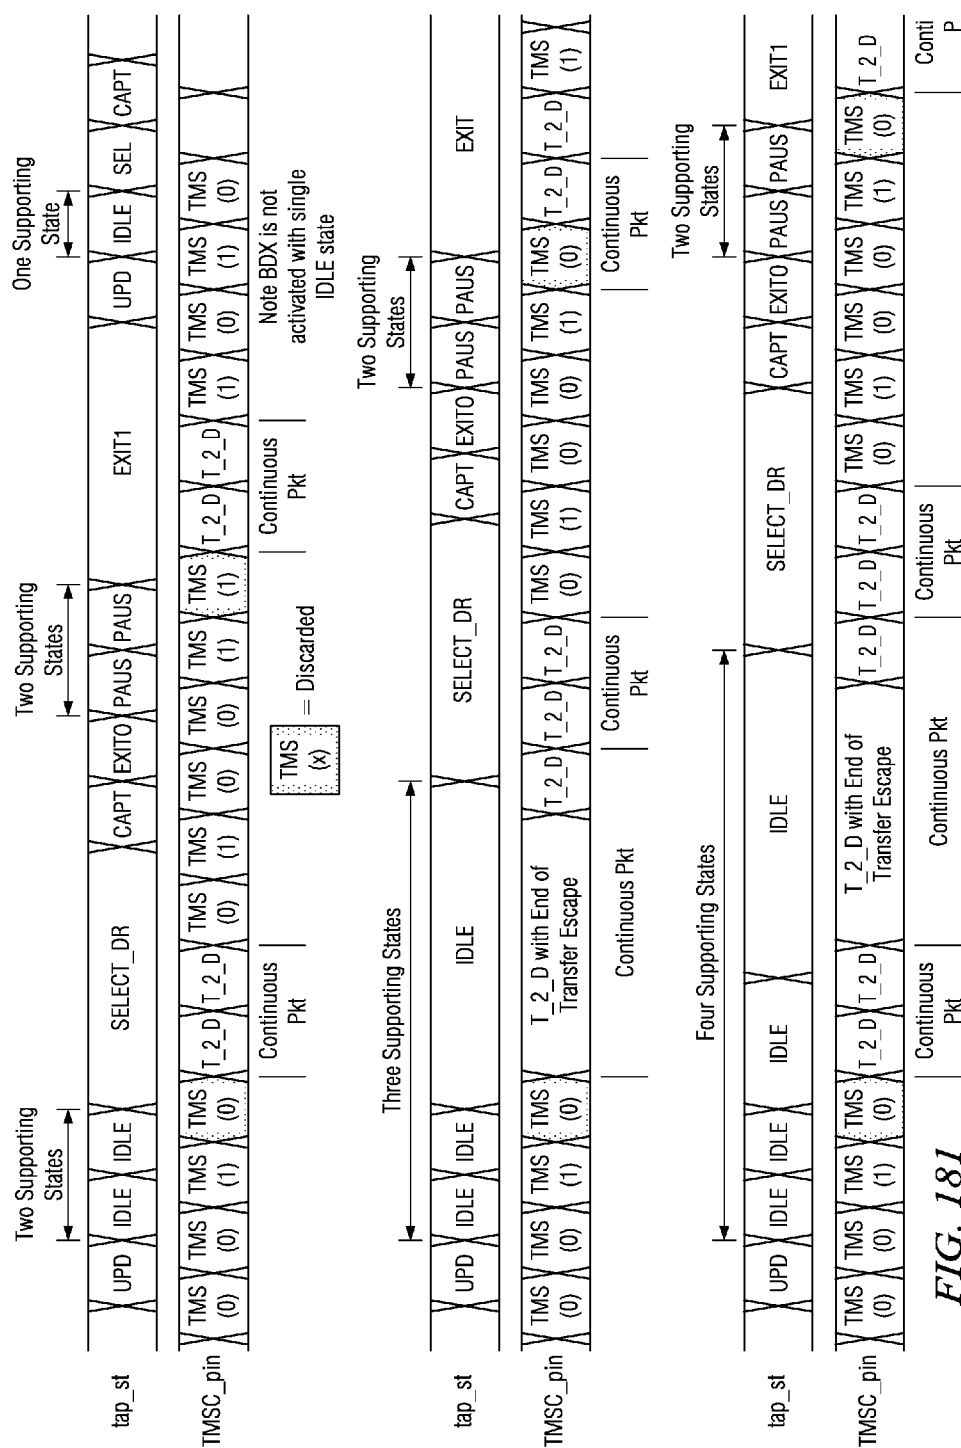 Two Supporting
States
Two Supporting
States
One Supporting
State
tap_st UPD IDLE IDLE SELECT_DR CAPT EXITO PAUS PAUS EXIT1 UPD IDLE SEL CAPT
TMSC_pin TMS TMS TMS TMS T_2_D T_2_D TMS TMS TMS TMS TMS TMS T_2_D T_2_D TMS TMS TMS TMS
(0) (0) (1) (0) (0) (1) (0) (0) (1) (1) (1) (0) (1) (0)
Continuous
Pkt
TMS
(x)
= Discarded
Continuous
Pkt
Note BDX is not
activated with single
IDLE state
Three Supporting States
Two Supporting
States
tap_st UPD IDLE IDLE IDLE SELECT_DR CAPT EXITO PAUS PAUS EXIT
TMSC_pin TMS TMS TMS TMS T_2_D with End of T_2_D T_2_D T_2_D TMS TMS TMS TMS TMS TMS T_2_D T_2_D TMS
(0) (0) (1) (0) Transfer Escape (0) (1) (0) (0) (1) (0) (1)
Continuous Pkt
Continuous
Pkt
Continuous
Pkt
Four Supporting States
Two Supporting
States
tap_st UPD IDLE IDLE IDLE IDLE SELECT_DR CAPT EXITO PAUS PAUS EXIT1
TMSC_pin TMS TMS TMS TMS T_2_D T_2_D T_2_D with End of T_2_D T_2_D T_2_D TMS TMS TMS TMS TMS TMS T_2_D
(0) (0) (1) (0) Transfer Escape (0) (1) (0) (0) (1) (0)
Continuous
Pkt
Continuous Pkt
Continuous
Pkt
Conti
P
FIG. 181